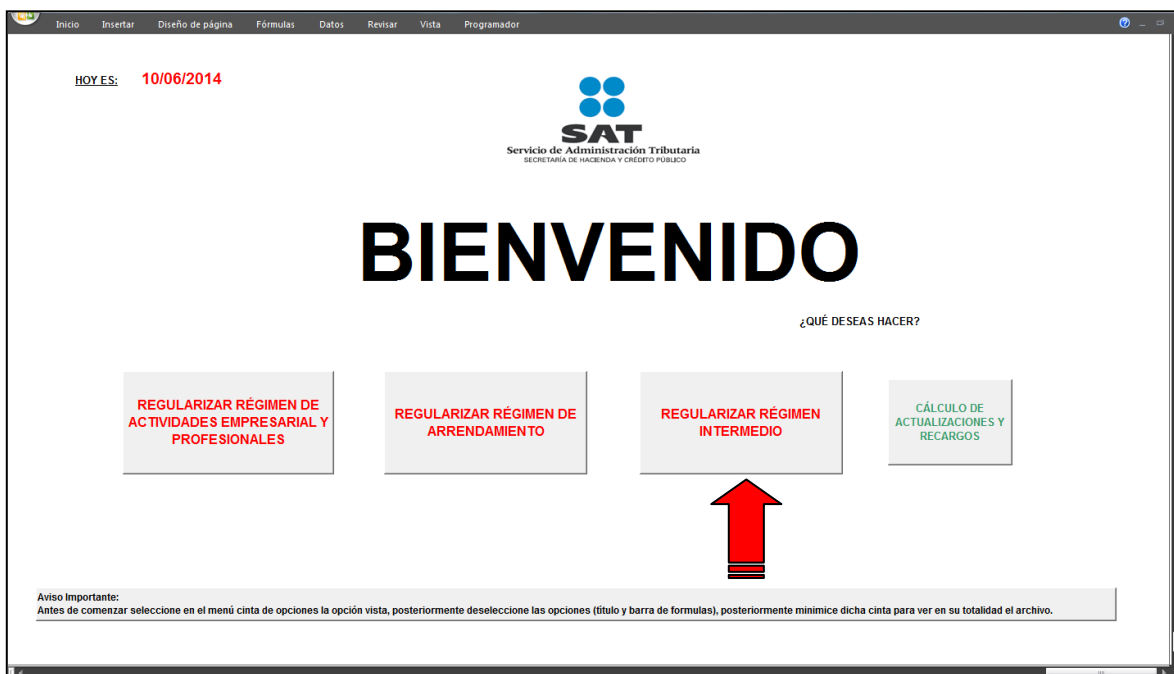 Inicio Insertar Diseño de página Fórmulas Datos Revisar Vista Programador
HOY ES: 10/06/2014
SAT
Servicio de Administración Tributaria
SECRETARÍA DE HACIENDA Y CRÉDITO PÚBLICO
BIENVENIDO
¿QUÉ DESEAS HACER?
REGULARIZAR RÉGIMEN DE
ACTIVIDADES EMPRESARIAL Y
PROFESIONALES
REGULARIZAR RÉGIMEN DE
ARRENDAMIENTO
REGULARIZAR RÉGIMEN
INTERMEDIO
CÁLCULO DE
ACTUALIZACIONES Y
RECARGOS
Aviso Importante:
Antes de comenzar seleccione en el menú cinta de opciones la opción vista, posteriormente deseleccione las opciones (titulo y barra de formulas), posteriormente minimice dicha cinta para ver en su totalidad el archivo.